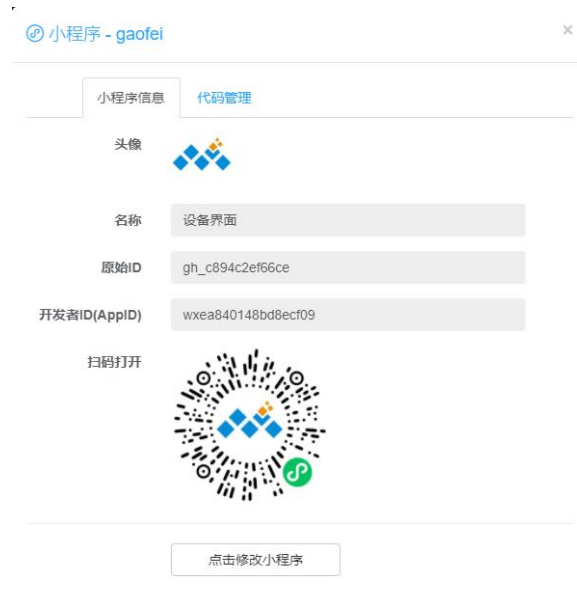 小程序 - gaofei
×
小程序信息 代码管理
头像
名称 设备界面
原始ID gh_c894c2ef66ce
开发者ID(AppID) wxea840148bd8ecf09
扫码打开
点击修改小程序